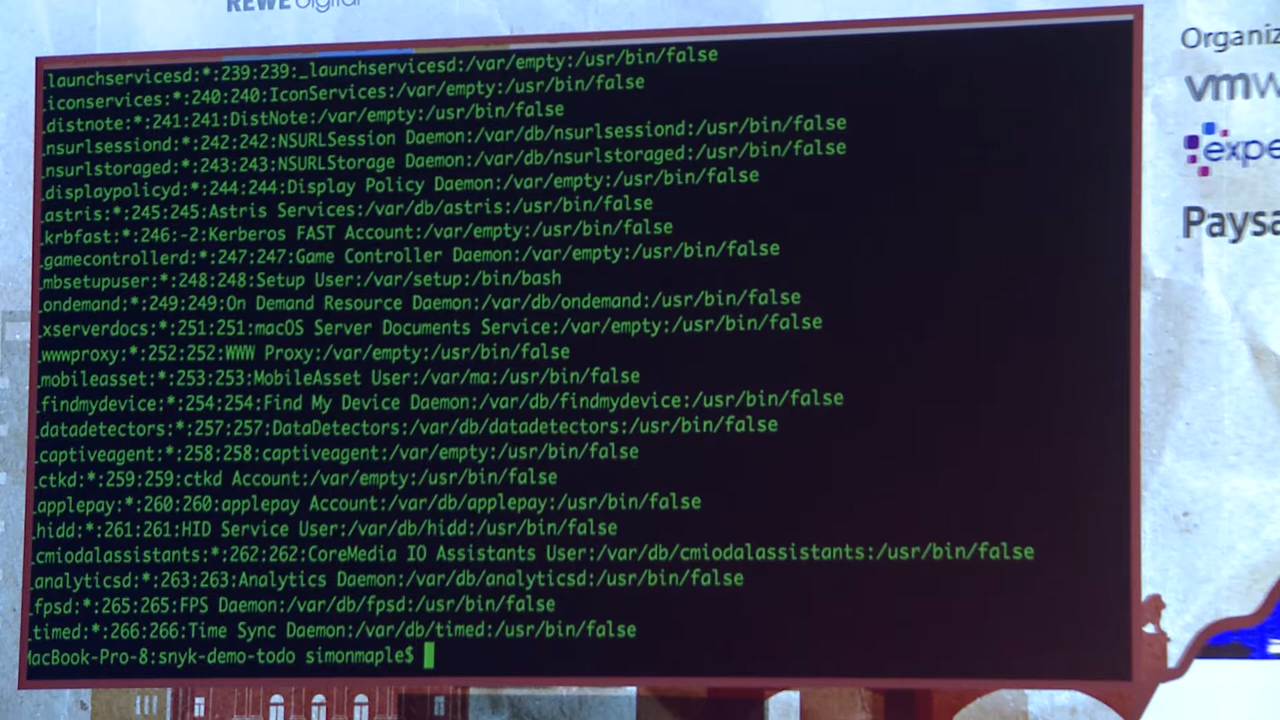 REWE digital
_launchservicesd:*:239:239:_launchservicesd:/var/empty:/usr/bin/false
_iconservices:*:240:240:IconServices:/var/empty:/usr/bin/false
_distnote:*:241:241:DistNote:/var/empty:/usr/bin/false
_nsurlsessiond:*:242:242:NSURLSession Daemon:/var/db/nsurlsessiond:/usr/bin/false
_nsurlstoraged:*:243:243:NSURLStorage Daemon:/var/db/nsurlstoraged:/usr/bin/false
_displaypolicyd:*:244:244:Display Policy Daemon:/var/empty:/usr/bin/false
_astris:*:245:245:Astris Services:/var/db/astris:/usr/bin/false
_krbfast:*:246:-2:Kerberos FAST Account:/var/empty:/usr/bin/false
_gamecontrollerd:*:247:247:Game Controller Daemon:/var/empty:/usr/bin/false
_mbsetupuser:*:248:248:Setup User:/var/setup:/bin/bash
_ondemand:*:249:249:On Demand Resource Daemon:/var/db/ondemand:/usr/bin/false
_xserverdocs:*:251:251:macOS Server Documents Service:/var/empty:/usr/bin/false
_wwwproxy:*:252:252:WWW Proxy:/var/empty:/usr/bin/false
_mobileasset:*:253:253:MobileAsset User:/var/ma:/usr/bin/false
_findmydevice:*:254:254:Find My Device Daemon:/var/db/findmydevice:/usr/bin/false
_datadetectors:*:257:257:DataDetectors:/var/db/datadetectors:/usr/bin/false
_captiveagent:*:258:258:captiveagent:/var/empty:/usr/bin/false
_ctkd:*:259:259:ctkd Account:/var/empty:/usr/bin/false
_applepay:*:260:260:applepay Account:/var/db/applepay:/usr/bin/false
_hidd:*:261:261:HID Service User:/var/db/hidd:/usr/bin/false
_cmiodalassistants:*:262:262:CoreMedia IO Assistants User:/var/db/cmiodalassistants:/usr/bin/false
_analyticsd:*:263:263:Analytics Daemon:/var/db/analyticsd:/usr/bin/false
_fpsd:*:265:265:FPS Daemon:/var/db/fpsd:/usr/bin/false
_timed:*:266:266:Time Sync Daemon:/var/db/timed:/usr/bin/false
MacBook-Pro-8:snyk-demo-todo simonmaple$
Organiz
vmw
expe
Paysa